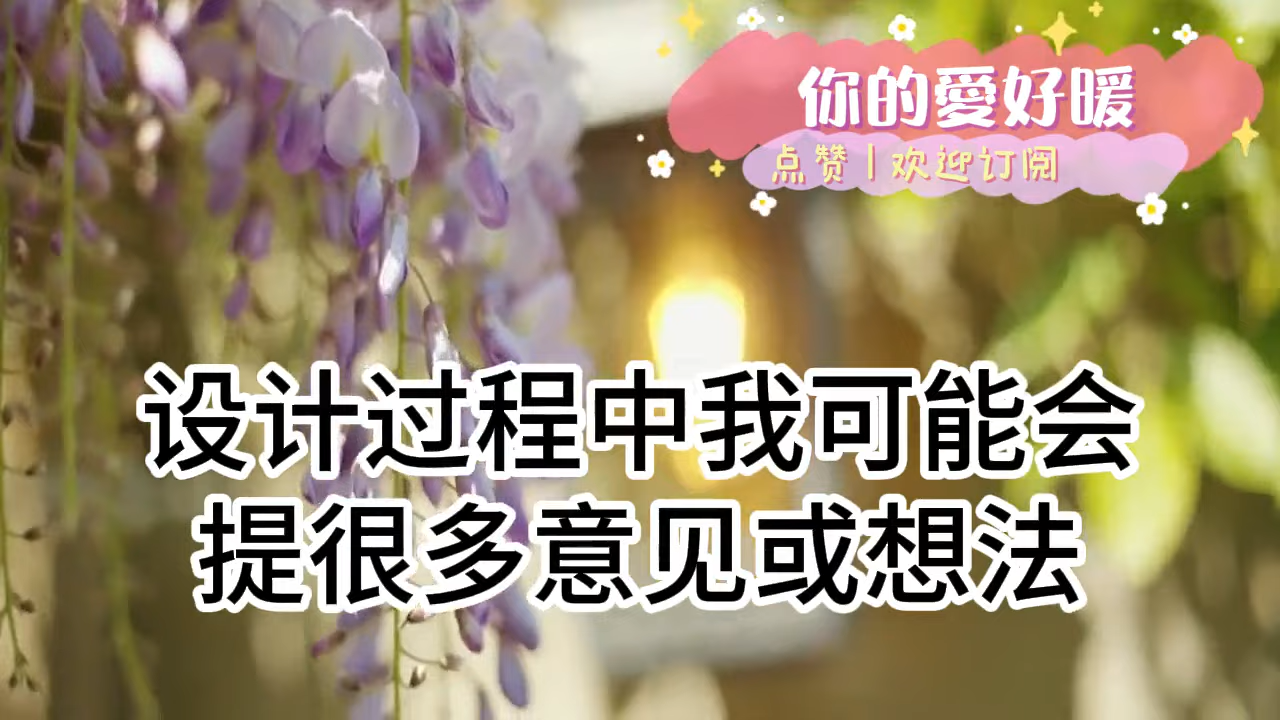 你的愛好暖
点赞 | 欢迎订阅
设计过程中我可能会
提很多意见或想法